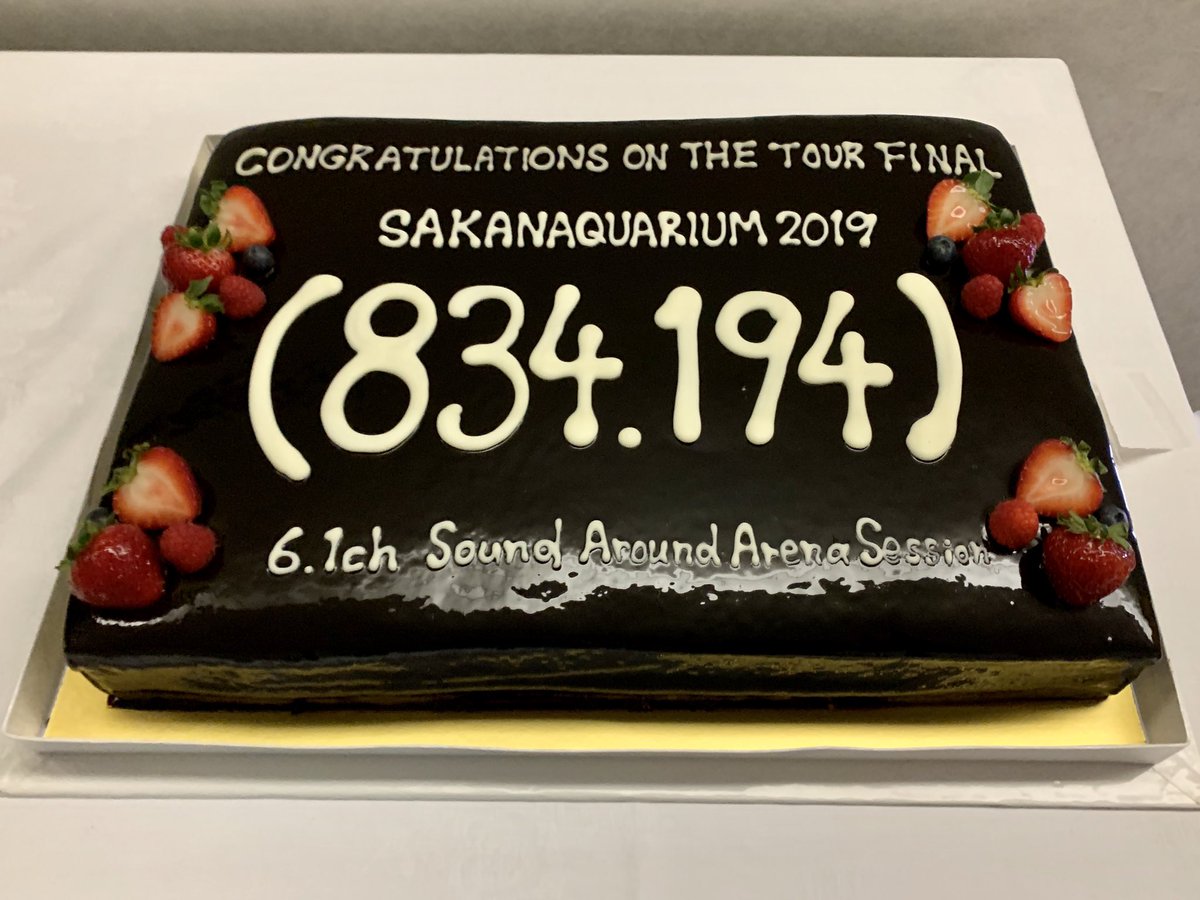 CONGRATULATIONS ON THE TOUR FINAL
SAKANAQUARIUM 2019
(834.194)
6.1ch Sound Around Arena Session